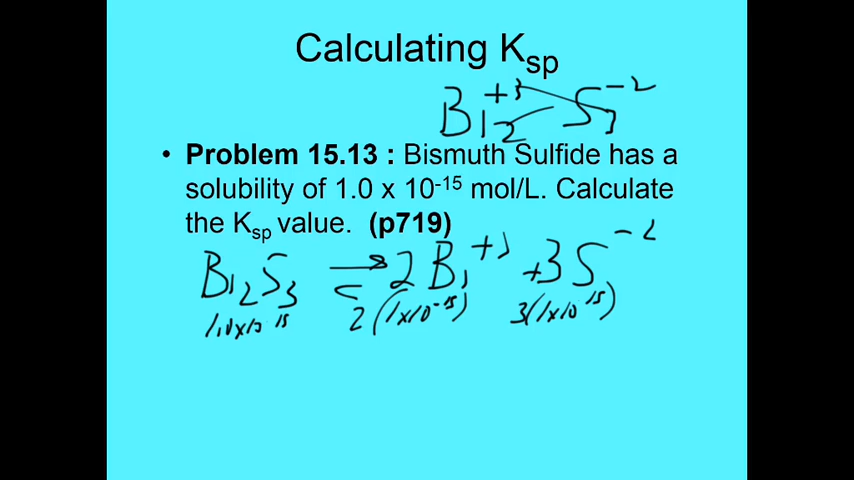 Calculating Ksp
Bi₂⁺³ S₃⁻²
• Problem 15.13 : Bismuth Sulfide has a
solubility of 1.0 x 10⁻¹⁵ mol/L. Calculate
the Ksp value. (p719)
Bi₂S₃ ⇌ 2 Bi⁺³ + 3 S⁻²
1.0x10⁻¹⁵ 2(1x10⁻¹⁵) 3(1x10⁻¹⁵)